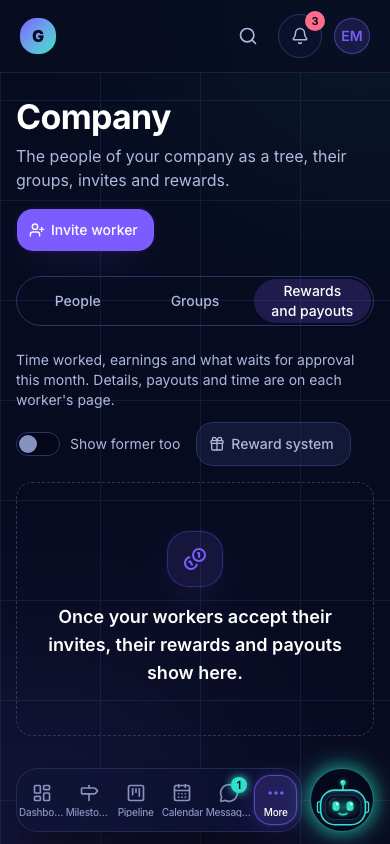 G
3
EM
Company
The people of your company as a tree, their
groups, invites and rewards.
Invite worker
People
Groups
Rewards
and payouts
Time worked, earnings and what waits for approval
this month. Details, payouts and time are on each
worker's page.
Show former too
Reward system
Once your workers accept their
invites, their rewards and payouts
show here.
1
Dashbo... Milesto... Pipeline Calendar Messag... More